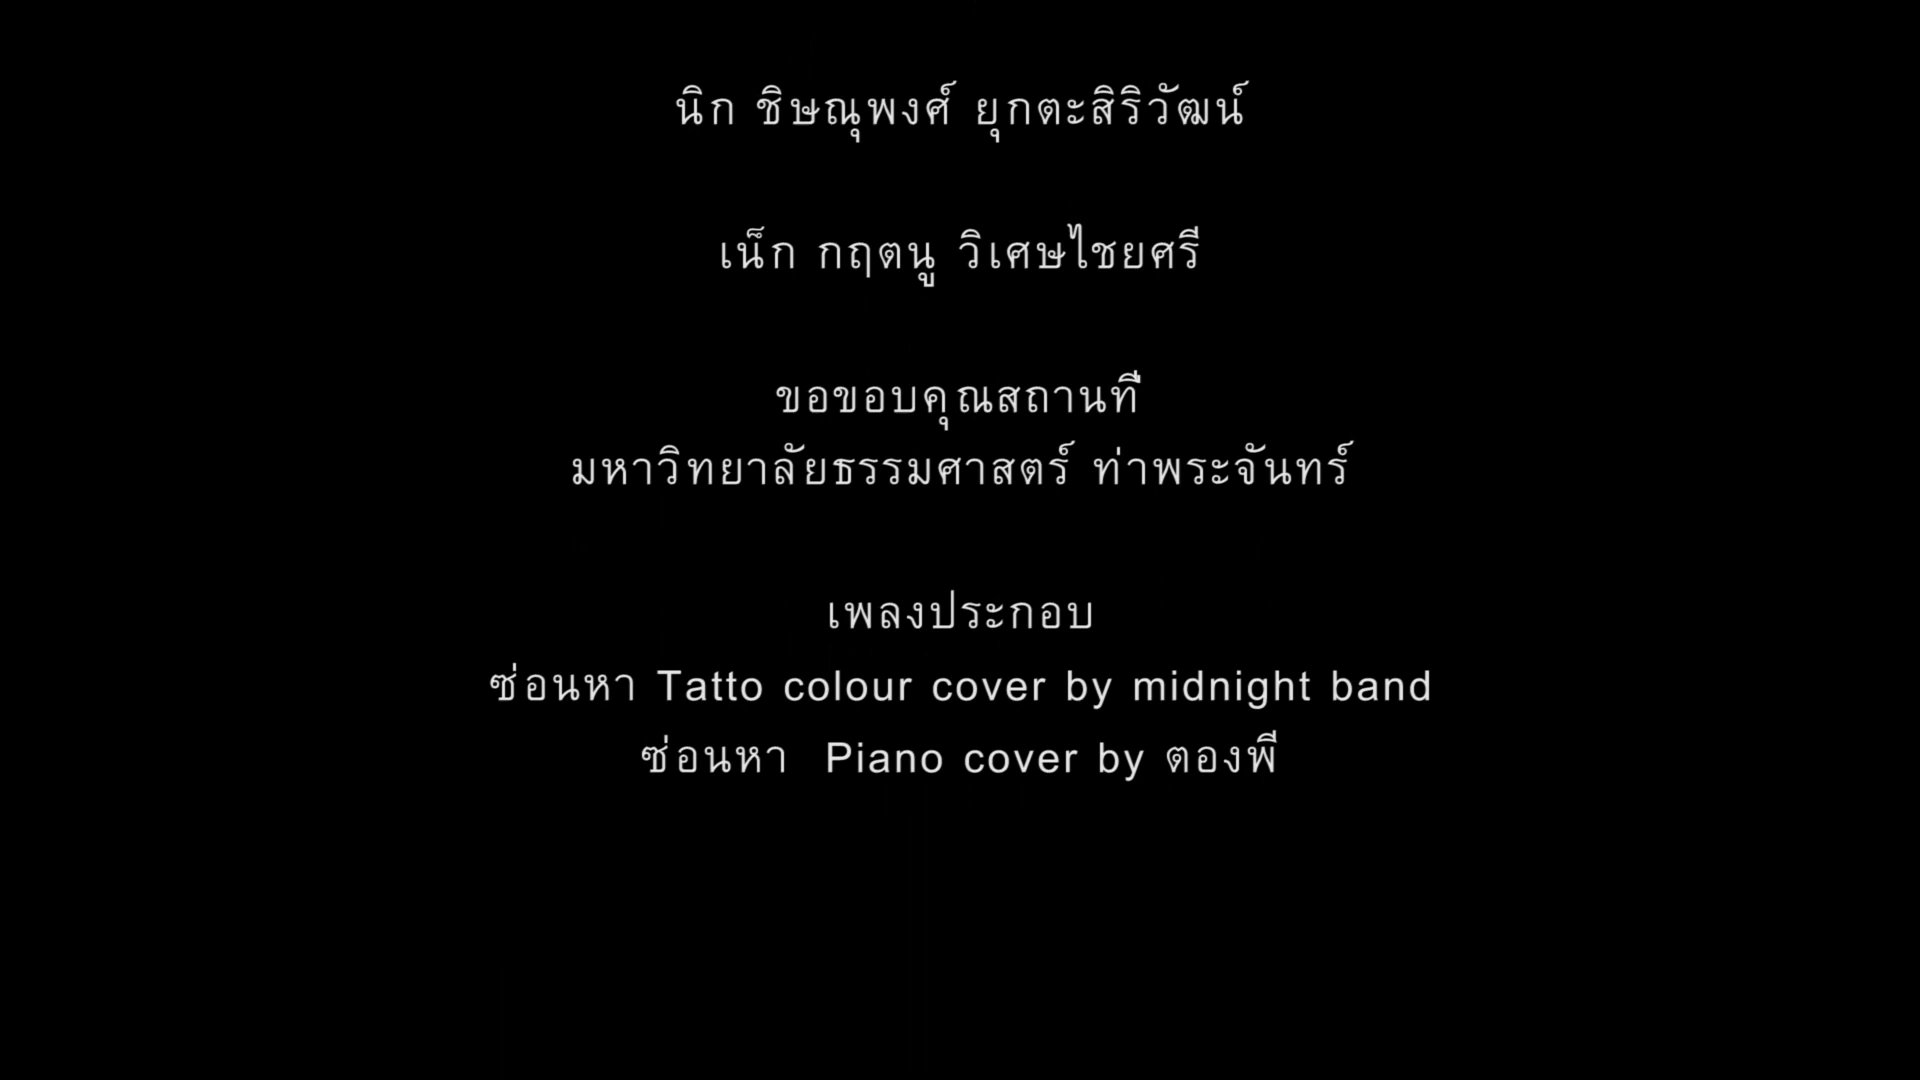 นิก ชิษณุพงศ์ ยุกตะสิริวัฒน์
เน็ก กฤตนู วิเศษไชยศรี
ขอขอบคุณสถานที่
มหาวิทยาลัยธรรมศาสตร์ ท่าพระจันทร์
เพลงประกอบ
ซ่อนหา Tatto colour cover by midnight band
ซ่อนหา Piano cover by ตองพี